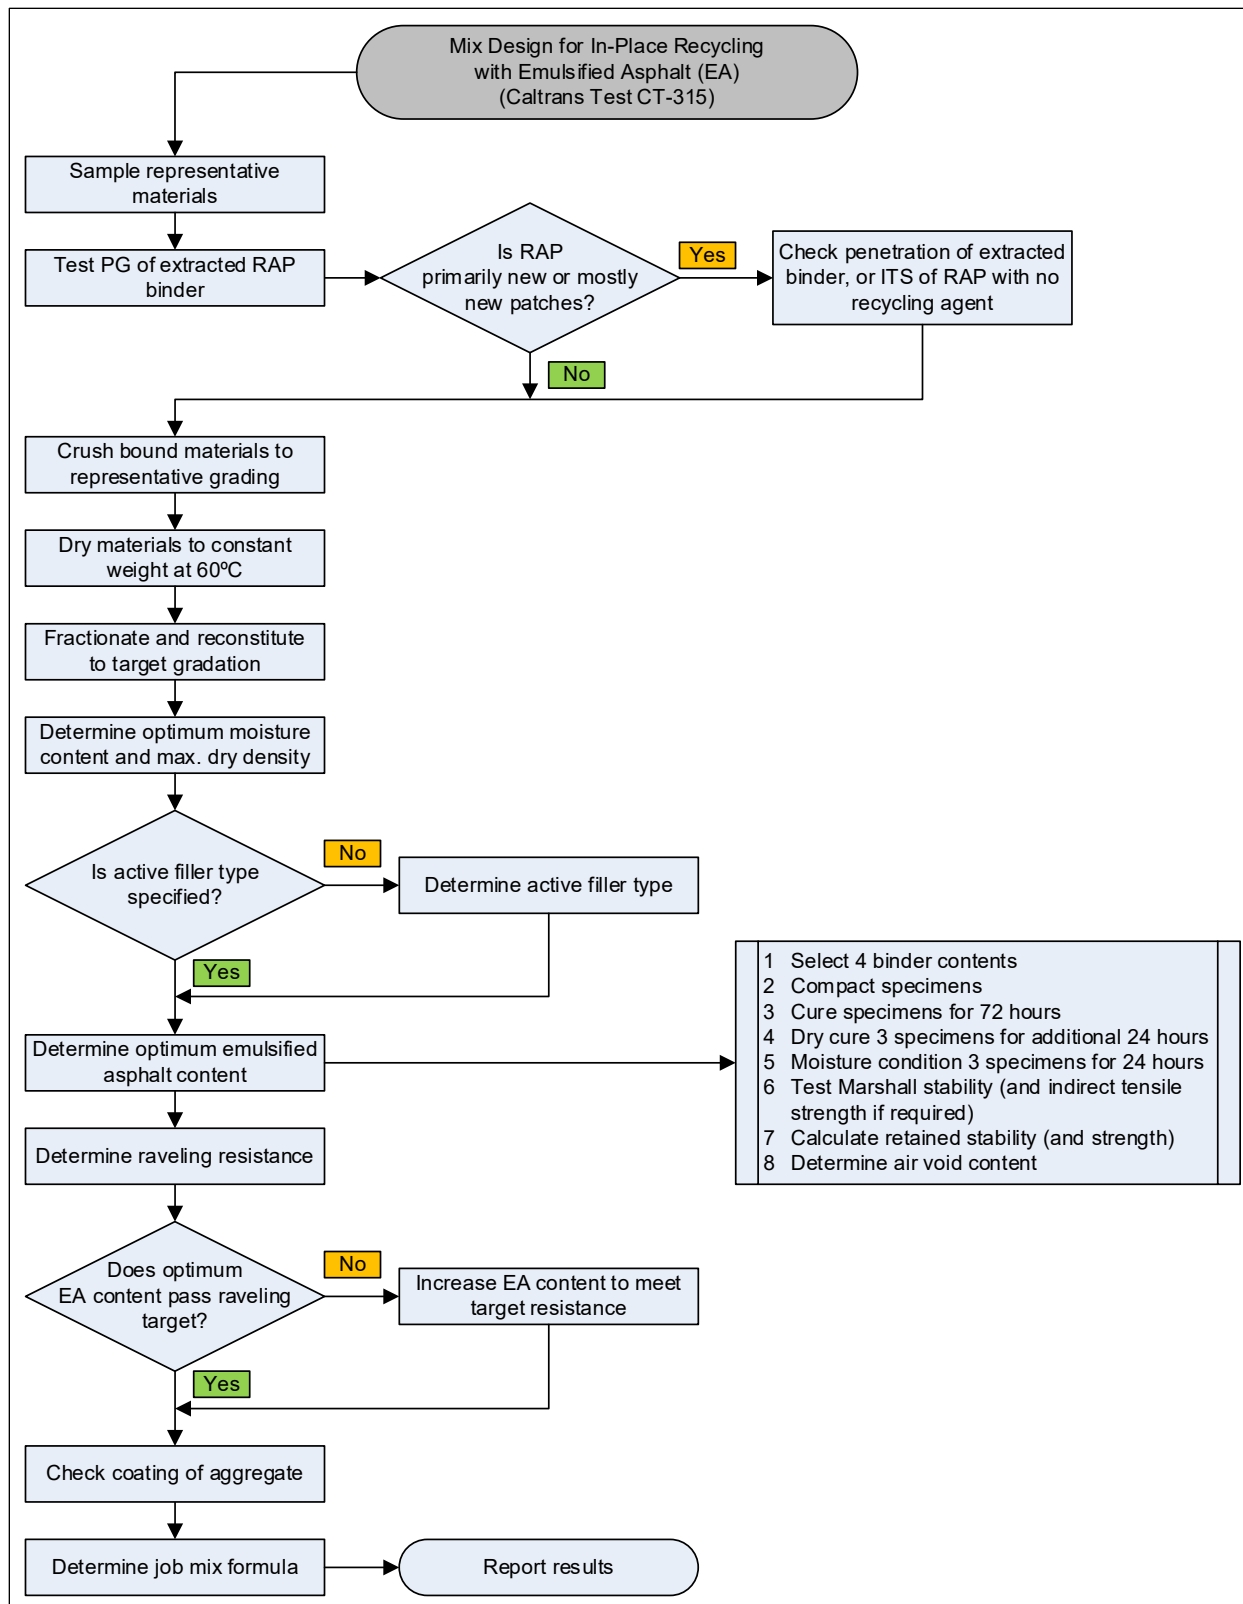 Mix Design for In-Place Recycling
with Emulsified Asphalt (EA)
(Caltrans Test CT-315)
Sample representative
materials
Test PG of extracted RAP
binder
Is RAP
primarily new or mostly
new patches?
Yes
Check penetration of extracted
binder, or ITS of RAP with no
recycling agent
No
Crush bound materials to
representative grading
Dry materials to constant
weight at 60ºC
Fractionate and reconstitute
to target gradation
Determine optimum moisture
content and max. dry density
Is active filler type
specified?
No
Determine active filler type
Yes
Determine optimum emulsified
asphalt content
1 Select 4 binder contents
2 Compact specimens
3 Cure specimens for 72 hours
4 Dry cure 3 specimens for additional 24 hours
5 Moisture condition 3 specimens for 24 hours
6 Test Marshall stability (and indirect tensile
strength if required)
7 Calculate retained stability (and strength)
8 Determine air void content
Determine raveling resistance
Does optimum
EA content pass raveling
target?
No
Increase EA content to meet
target resistance
Yes
Check coating of aggregate
Determine job mix formula
Report results